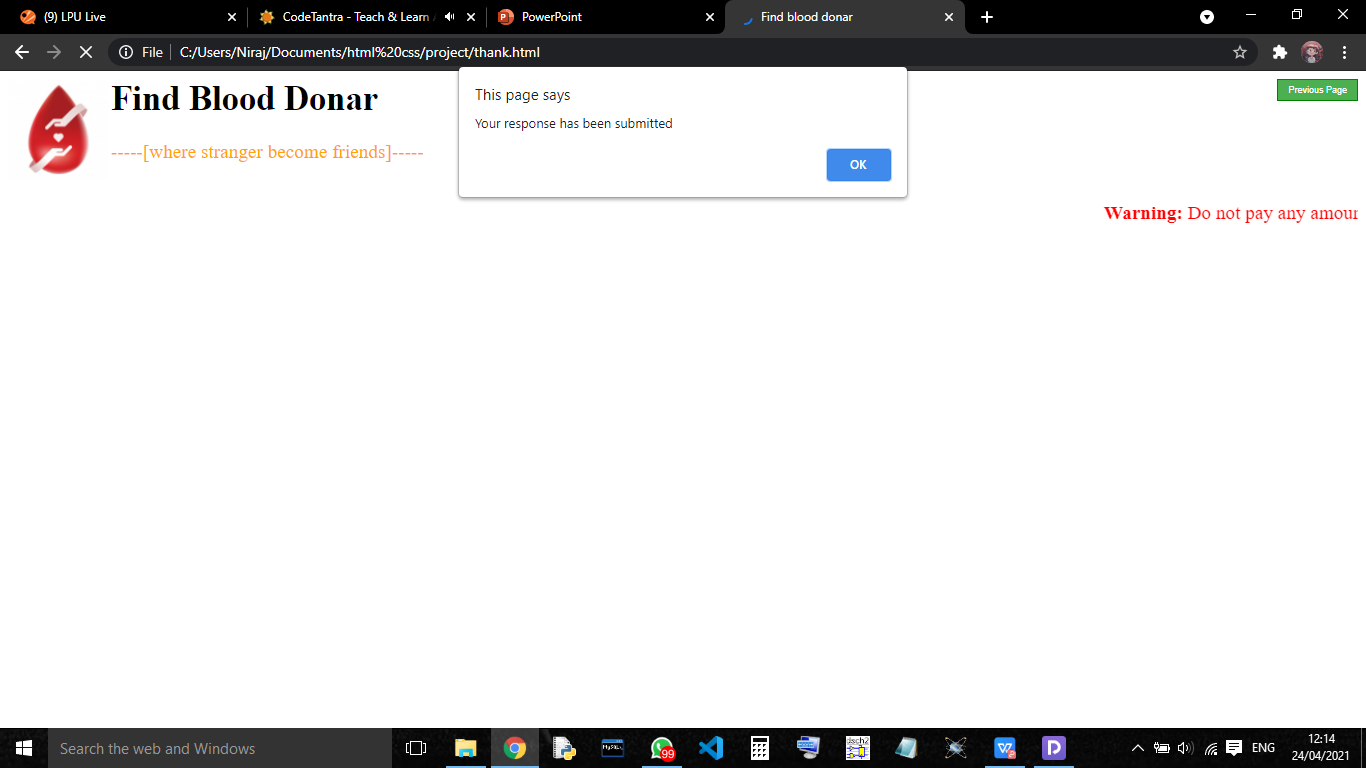 (9) LPU Live
CodeTantra - Teach & Learn
PowerPoint
Find blood donar
File
C:/Users/Niraj/Documents/html%20css/project/thank.html
Find Blood Donar
-----[where stranger become friends]-----
This page says
Your response has been submitted
OK
Previous Page
Warning: Do not pay any amour
Search the web and Windows
MySQL
99
dsch2
ENG
12:14
24/04/2021